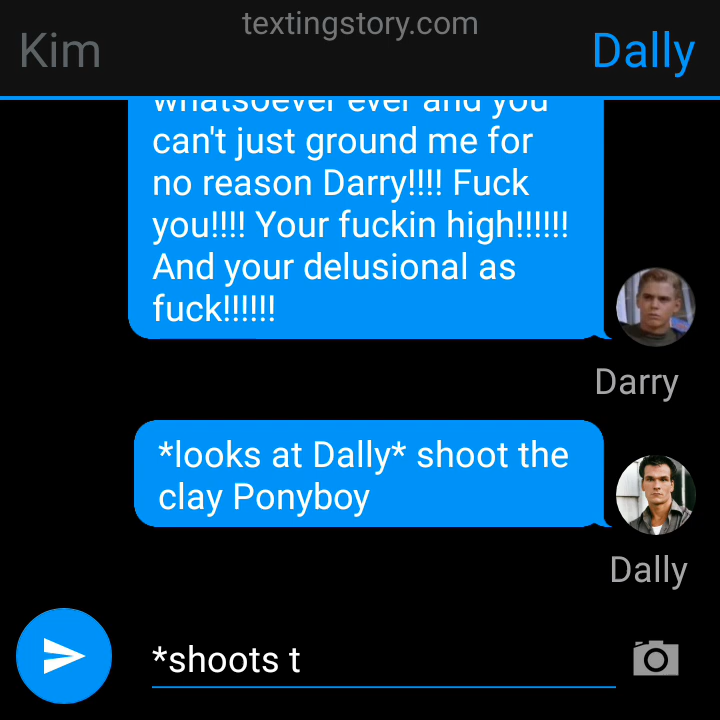 textingstory.com
Kim
Dally
whatsoever ever and you
can't just ground me for
no reason Darry!!!! Fuck
you!!!! Your fuckin high!!!!!!
And your delusional as
fuck!!!!!!
Darry
*looks at Dally* shoot the
clay Ponyboy
Dally
*shoots t